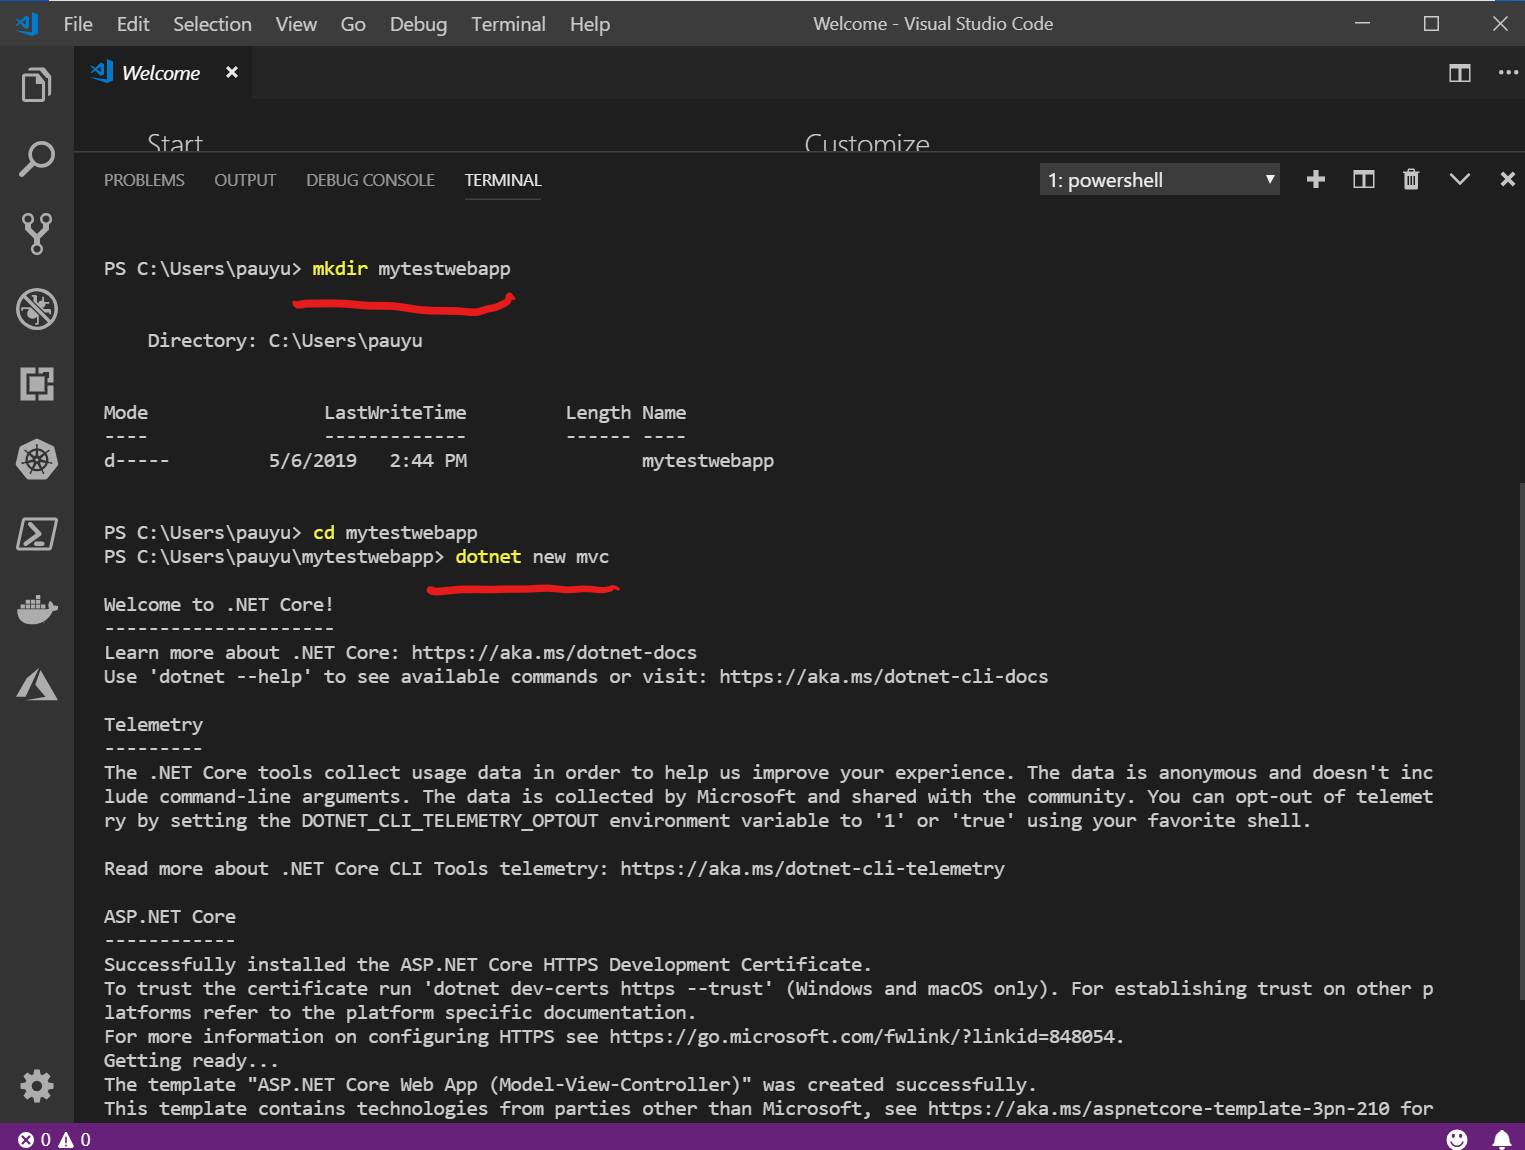 File Edit Selection View Go Debug Terminal Help Welcome - Visual Studio Code
Welcome
Start Customize
PROBLEMS OUTPUT DEBUG CONSOLE TERMINAL 1: powershell
PS C:\Users\pauyu> mkdir mytestwebapp
Directory: C:\Users\pauyu
Mode LastWriteTime Length Name
---- ------------- ------ ----
d----- 5/6/2019 2:44 PM mytestwebapp
PS C:\Users\pauyu> cd mytestwebapp
PS C:\Users\pauyu\mytestwebapp> dotnet new mvc
Welcome to .NET Core!
---------------------
Learn more about .NET Core: https://aka.ms/dotnet-docs
Use 'dotnet --help' to see available commands or visit: https://aka.ms/dotnet-cli-docs
Telemetry
---------
The .NET Core tools collect usage data in order to help us improve your experience. The data is anonymous and doesn't inc
lude command-line arguments. The data is collected by Microsoft and shared with the community. You can opt-out of telemet
ry by setting the DOTNET_CLI_TELEMETRY_OPTOUT environment variable to '1' or 'true' using your favorite shell.
Read more about .NET Core CLI Tools telemetry: https://aka.ms/dotnet-cli-telemetry
ASP.NET Core
------------
Successfully installed the ASP.NET Core HTTPS Development Certificate.
To trust the certificate run 'dotnet dev-certs https --trust' (Windows and macOS only). For establishing trust on other p
latforms refer to the platform specific documentation.
For more information on configuring HTTPS see https://go.microsoft.com/fwlink/?linkid=848054.
Getting ready...
The template "ASP.NET Core Web App (Model-View-Controller)" was created successfully.
This template contains technologies from parties other than Microsoft, see https://aka.ms/aspnetcore-template-3pn-210 for
0 0